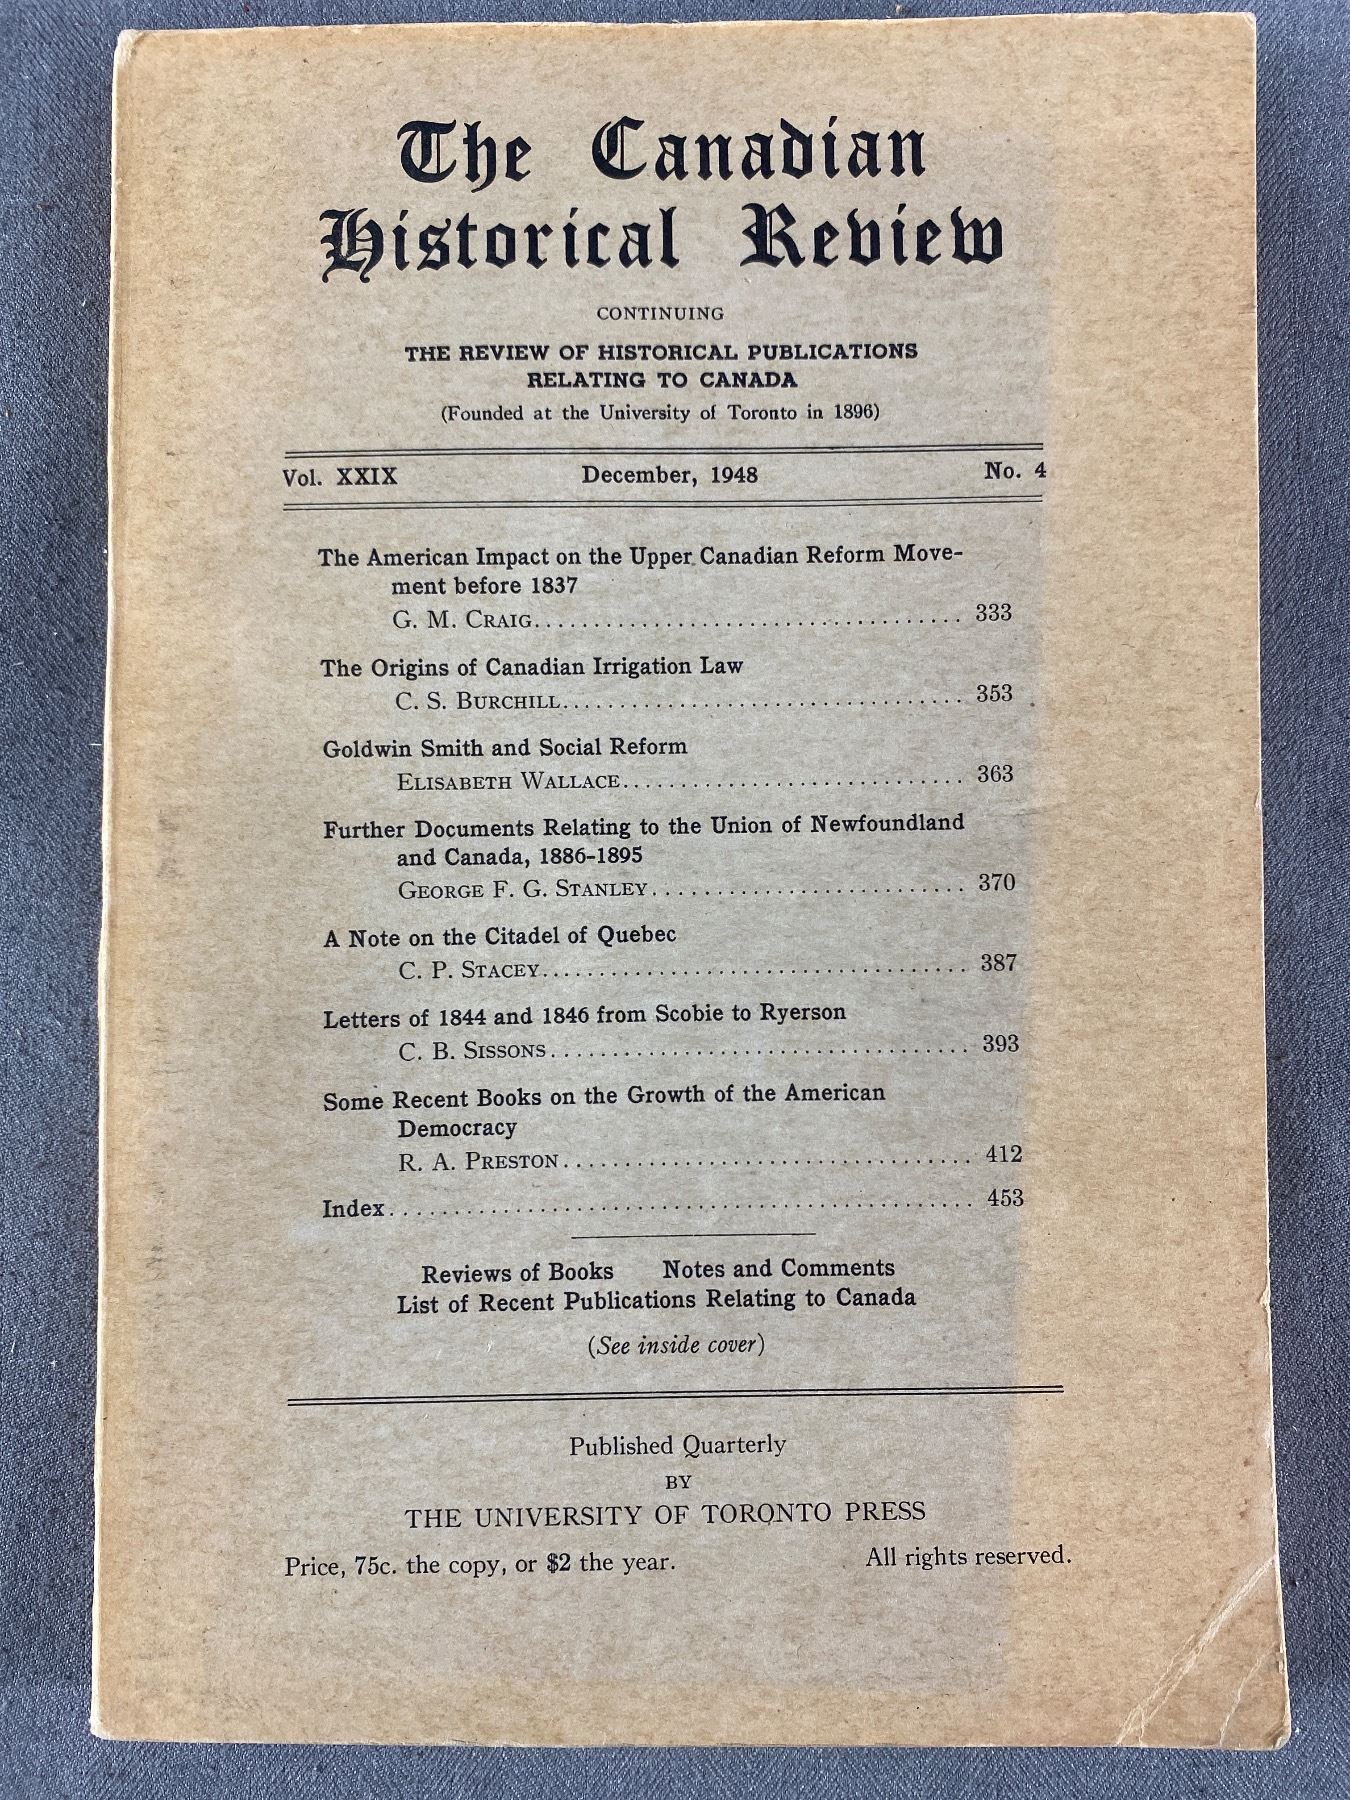 The Canadian
Historical Review
CONTINUING
THE REVIEW OF HISTORICAL PUBLICATIONS
RELATING TO CANADA
(Founded at the University of Toronto in 1896)
Vol. XXIX December, 1948 No. 4
The American Impact on the Upper Canadian Reform Move-
ment before 1837
G. M. CRAIG........................................ 333
The Origins of Canadian Irrigation Law
C. S. BURCHILL.................................... 353
Goldwin Smith and Social Reform
ELISABETH WALLACE............................... 363
Further Documents Relating to the Union of Newfoundland
and Canada, 1886-1895
GEORGE F. G. STANLEY............................ 370
A Note on the Citadel of Quebec
C. P. STACEY...................................... 387
Letters of 1844 and 1846 from Scobie to Ryerson
C. B. SISSONS..................................... 393
Some Recent Books on the Growth of the American
Democracy
R. A. PRESTON.................................... 412
Index.................................................... 453
Reviews of Books Notes and Comments
List of Recent Publications Relating to Canada
(See inside cover)
Published Quarterly
BY
THE UNIVERSITY OF TORONTO PRESS
Price, 75c. the copy, or $2 the year. All rights reserved.